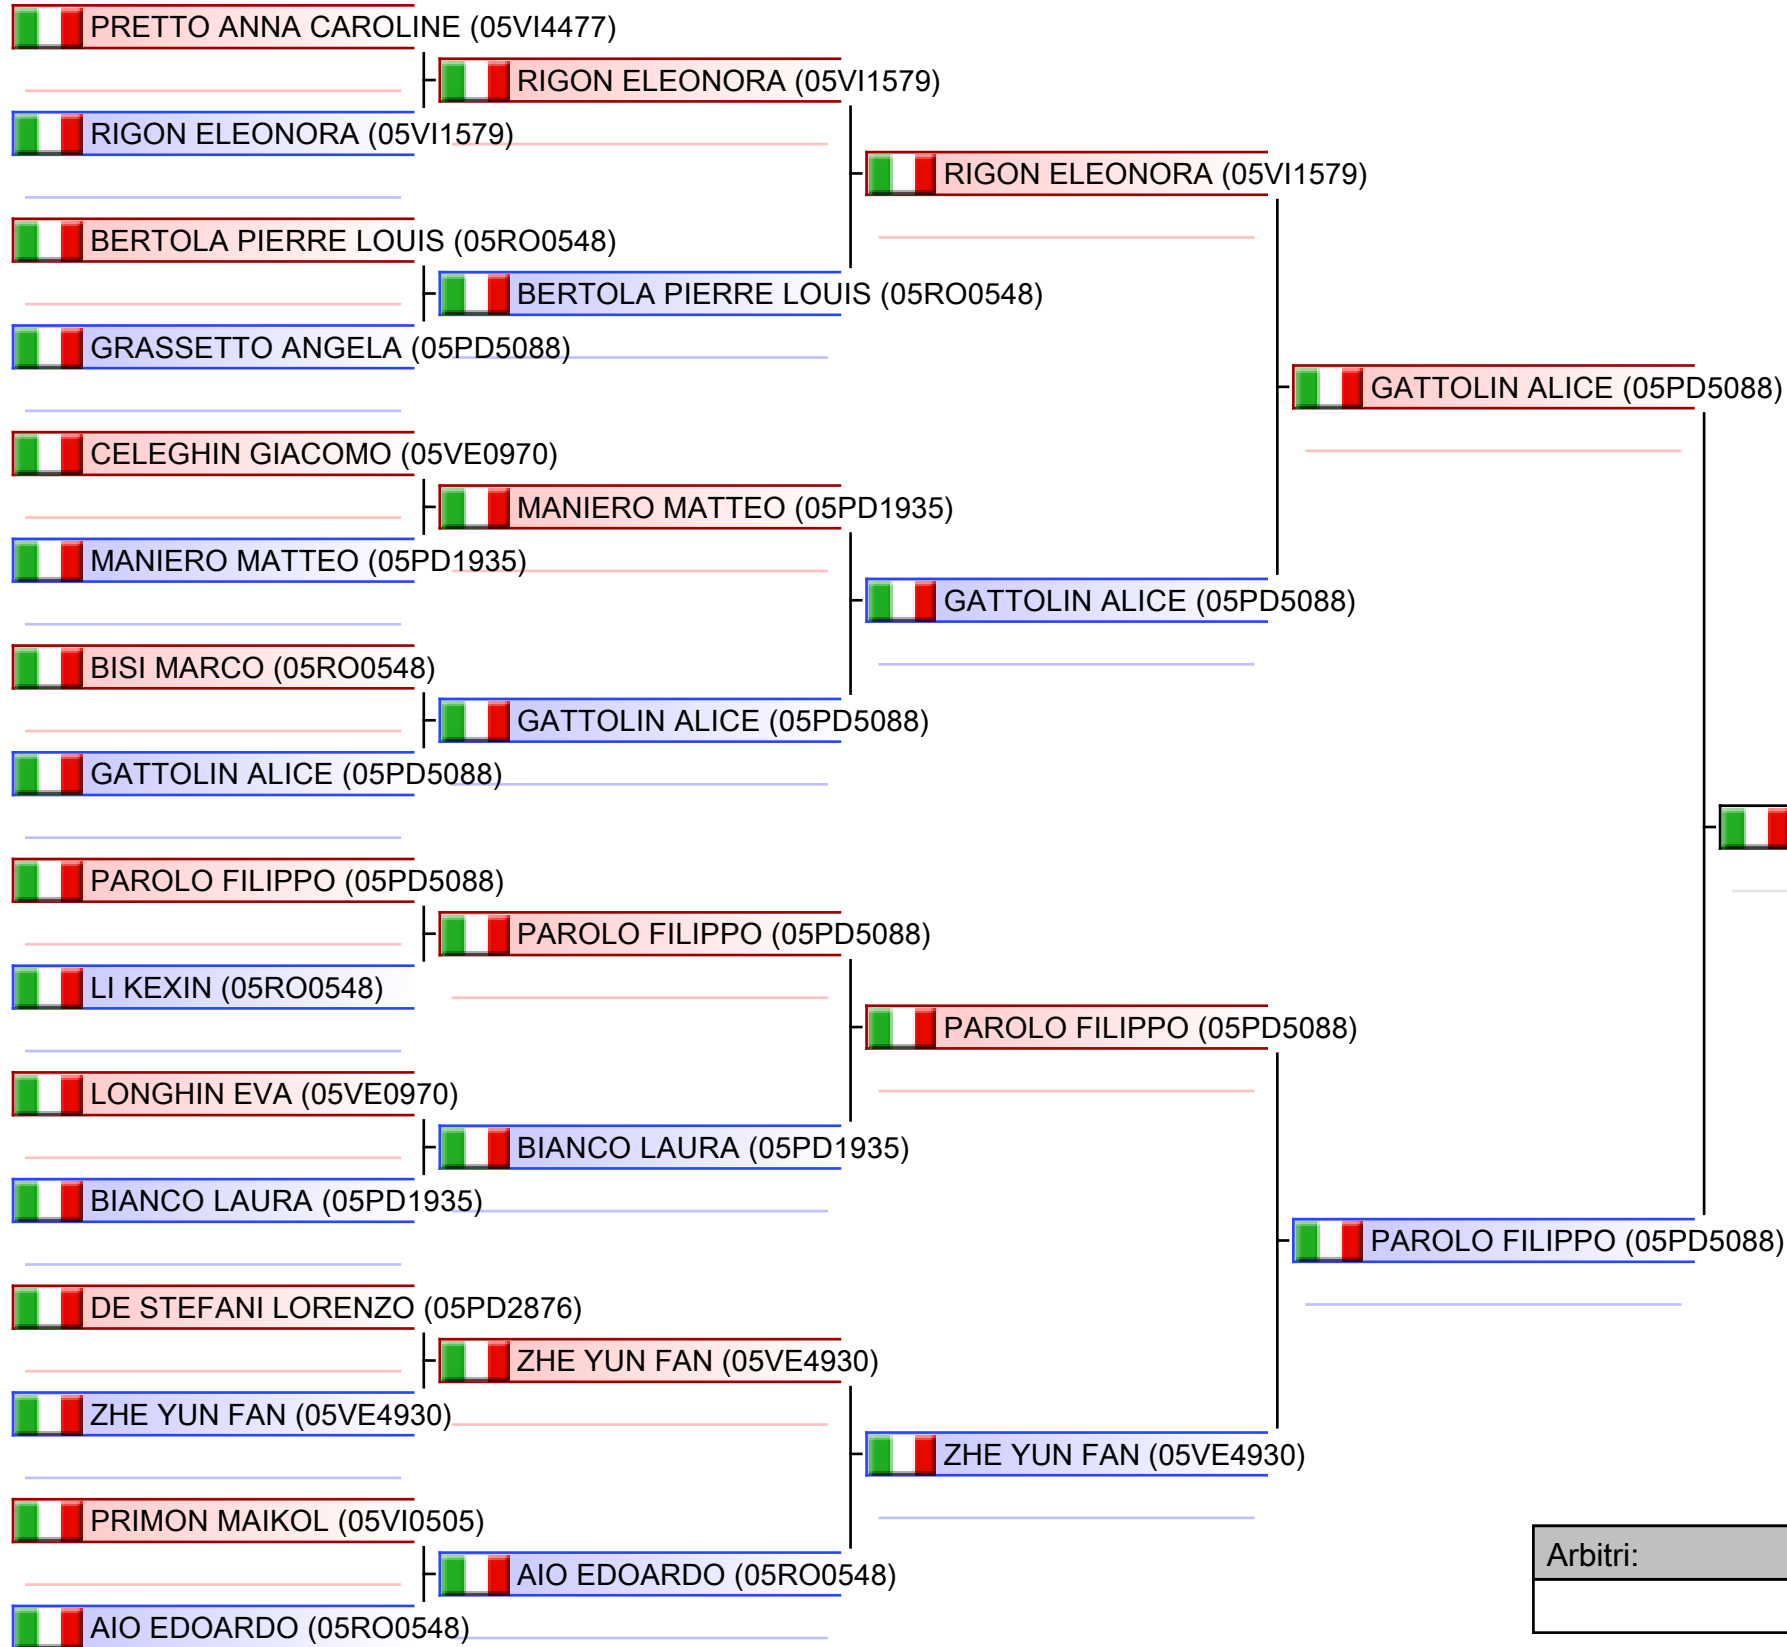 PRETTO ANNA CAROLINE (05VI4477)
RIGON ELEONORA (05VI1579)
RIGON ELEONORA (05VI1579)
RIGON ELEONORA (05VI1579)
BERTOLA PIERRE LOUIS (05RO0548)
BERTOLA PIERRE LOUIS (05RO0548)
GRASSETTO ANGELA (05PD5088)
GATTOLIN ALICE (05PD5088)
CELEGHIN GIACOMO (05VE0970)
MANIERO MATTEO (05PD1935)
MANIERO MATTEO (05PD1935)
GATTOLIN ALICE (05PD5088)
BISI MARCO (05RO0548)
GATTOLIN ALICE (05PD5088)
GATTOLIN ALICE (05PD5088)
PAROLO FILIPPO (05PD5088)
PAROLO FILIPPO (05PD5088)
LI KEXIN (05RO0548)
PAROLO FILIPPO (05PD5088)
LONGHIN EVA (05VE0970)
BIANCO LAURA (05PD1935)
BIANCO LAURA (05PD1935)
PAROLO FILIPPO (05PD5088)
DE STEFANI LORENZO (05PD2876)
ZHE YUN FAN (05VE4930)
ZHE YUN FAN (05VE4930)
ZHE YUN FAN (05VE4930)
PRIMON MAIKOL (05VI0505)
Arbitri:
AIO EDOARDO (05RO0548)
AIO EDOARDO (05RO0548)